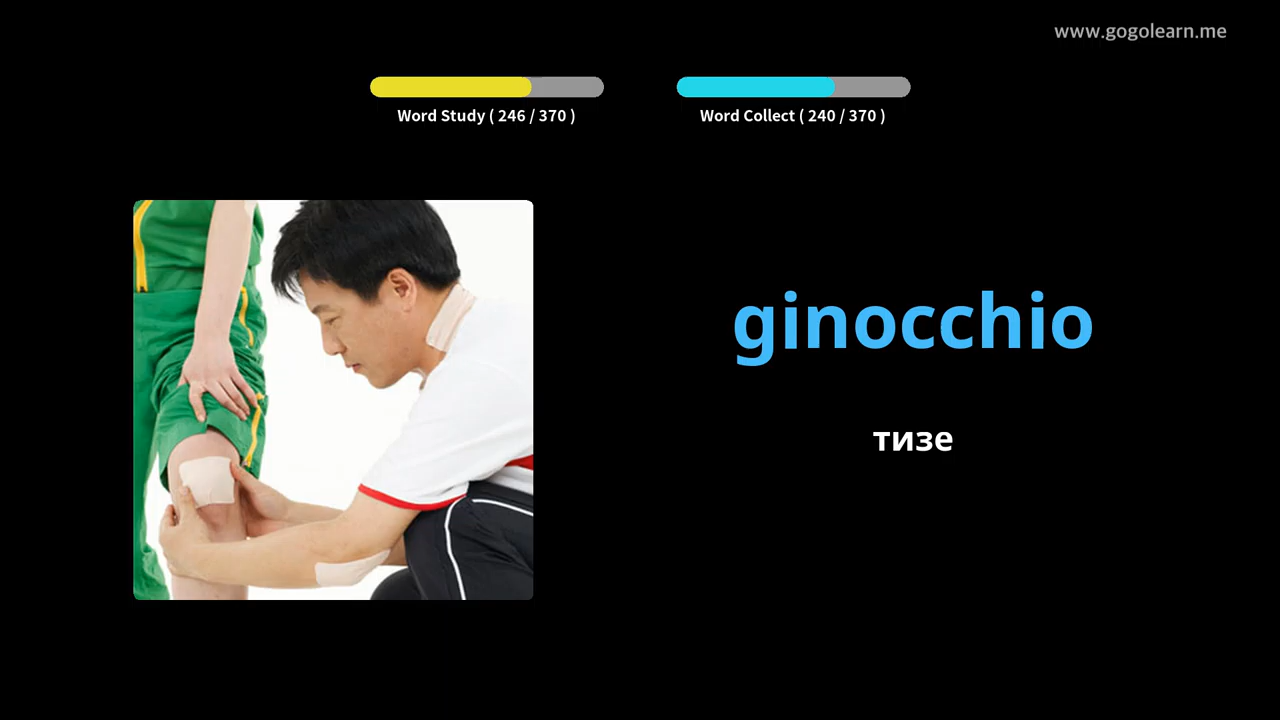 www.gogolearn.me
Word Study ( 246 / 370 )
Word Collect ( 240 / 370 )
ginocchio
тизе